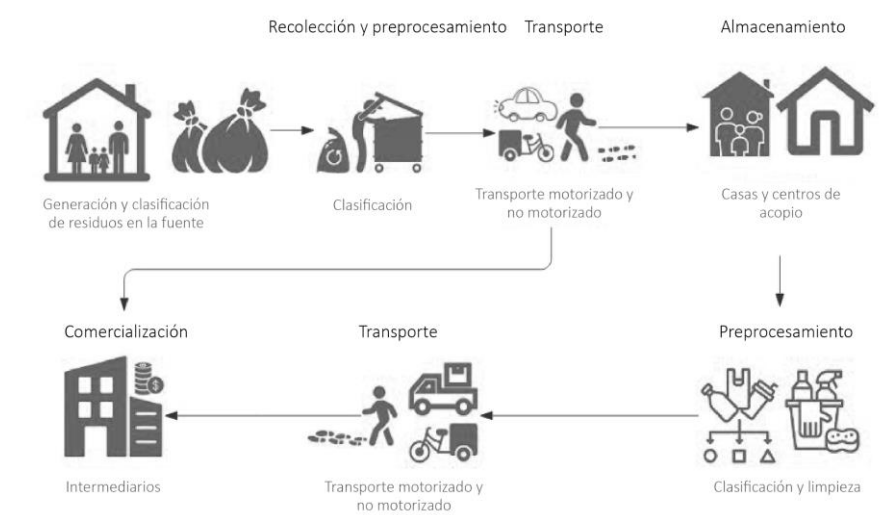 Recolección y preprocesamiento
Transporte
Almacenamiento
Generación y clasificación
de residuos en la fuente
Clasificación
Transporte motorizado y
no motorizado
Casas y centros de
acopio
Comercialización
Transporte
Preprocesamiento
$
Intermediarios
Transporte motorizado y
no motorizado
Clasificación y limpieza